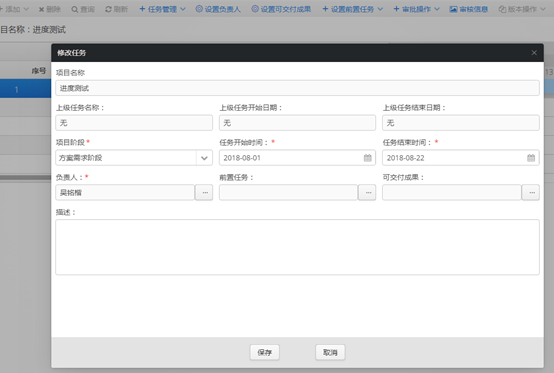 添加 删除 查询 刷新 任务管理 设置负责人 设置可交付成果 设置前置任务 审批操作 审核信息 版本操作
目名称：进度测试
序号
1
修改任务
项目名称
进度测试
上级任务名称： 上级任务开始日期： 上级任务结束日期：
无 无 无
项目阶段* 任务开始时间：* 任务结束时间：*
方案需求阶段 2018-08-01 2018-08-22
负责人：* 前置任务： 可交付成果：
吴铭楷 ... ... ...
描述：
保存 取消